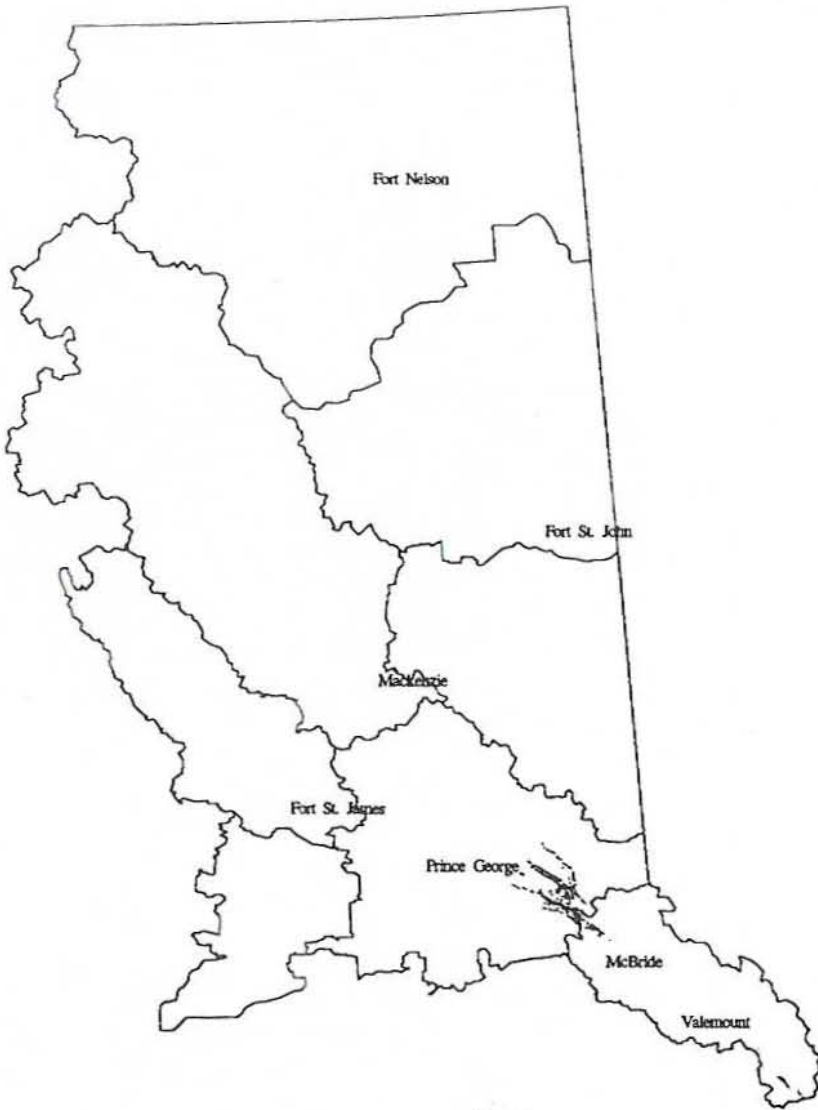 Fort Nelson
Fort St. John
Mackenzie
Fort St. James
Prince George
McBride
Valemount